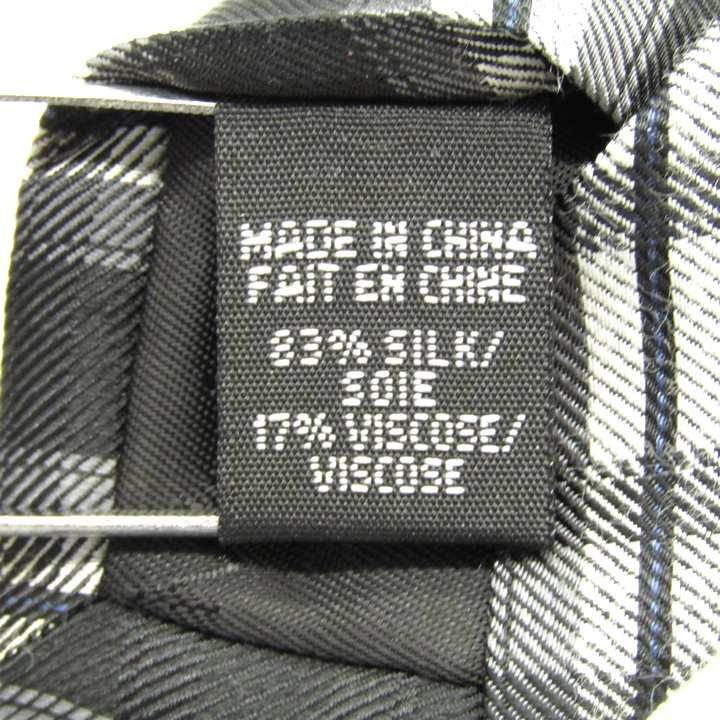 MADE IN CHINA
FAIT EN CHINE
83% SILK/
SOIE
17% VISCOSE/
VISCOSE